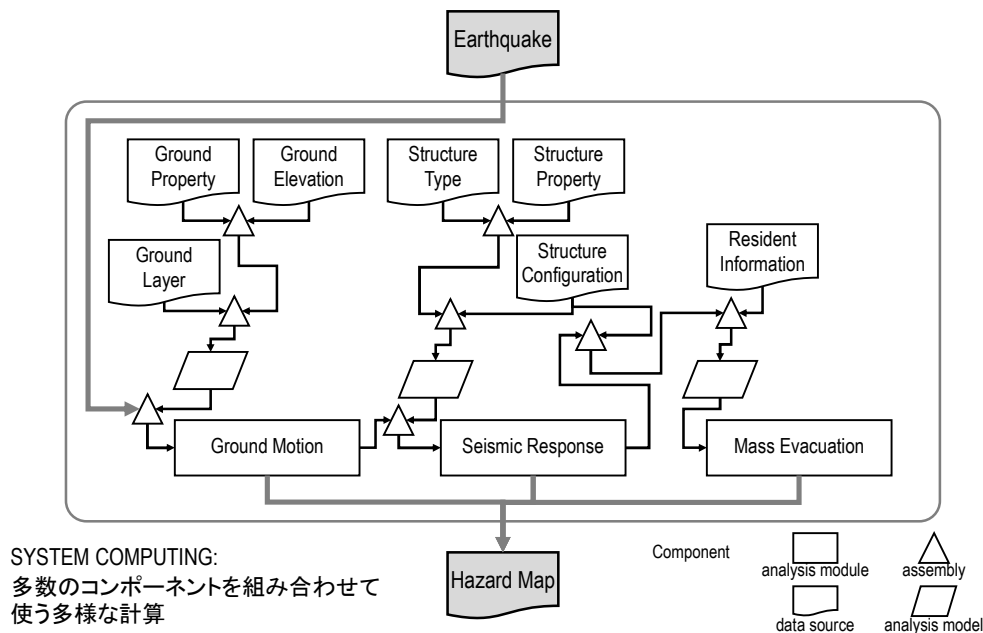 Earthquake
Ground
Property
Ground
Elevation
Structure
Type
Structure
Property
Ground
Layer
Structure
Configuration
Resident
Information
Ground Motion
Seismic Response
Mass Evacuation
SYSTEM COMPUTING:
多数のコンポーネントを組み合わせて
使う多様な計算
Hazard Map
Component
analysis module
assembly
data source
analysis model